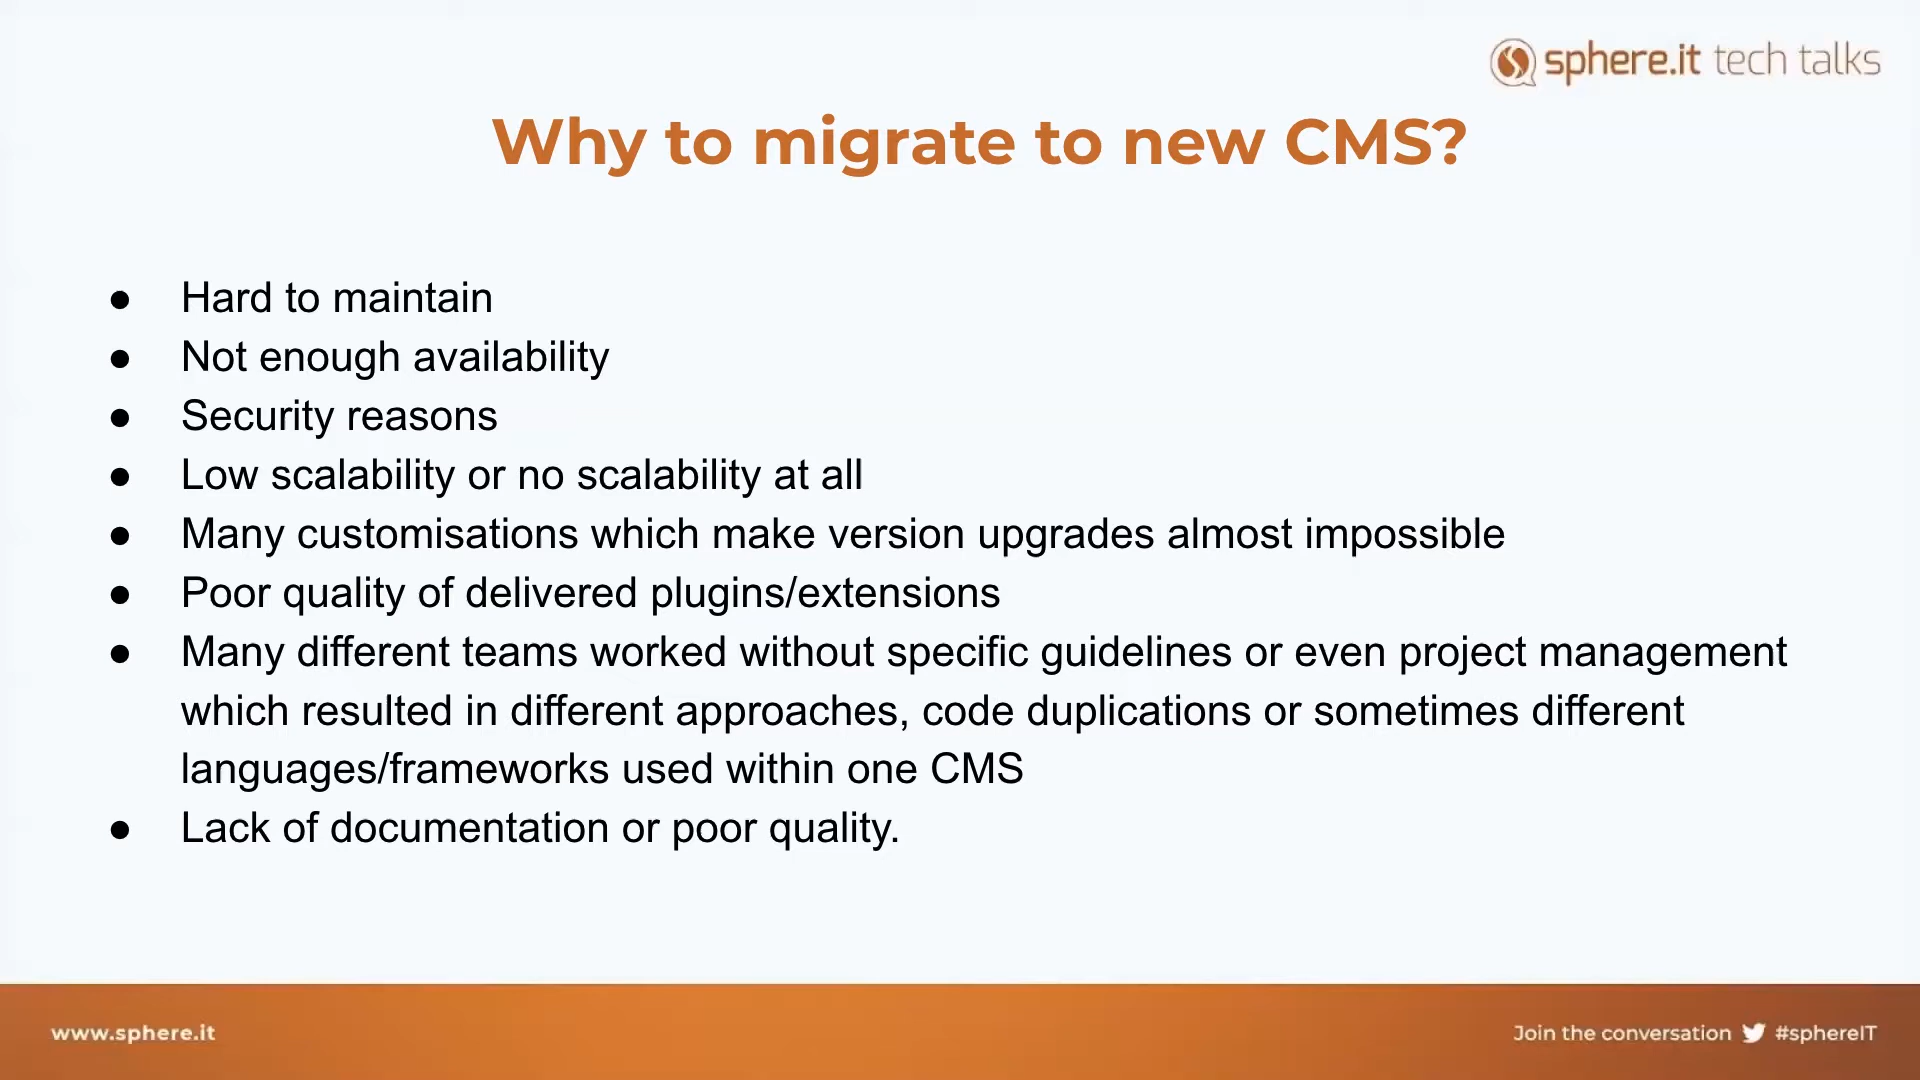 sphere.it tech talks
Why to migrate to new CMS?
● Hard to maintain
● Not enough availability
● Security reasons
● Low scalability or no scalability at all
● Many customisations which make version upgrades almost impossible
● Poor quality of delivered plugins/extensions
● Many different teams worked without specific guidelines or even project management
which resulted in different approaches, code duplications or sometimes different
languages/frameworks used within one CMS
● Lack of documentation or poor quality.
www.sphere.it
Join the conversation #sphereIT